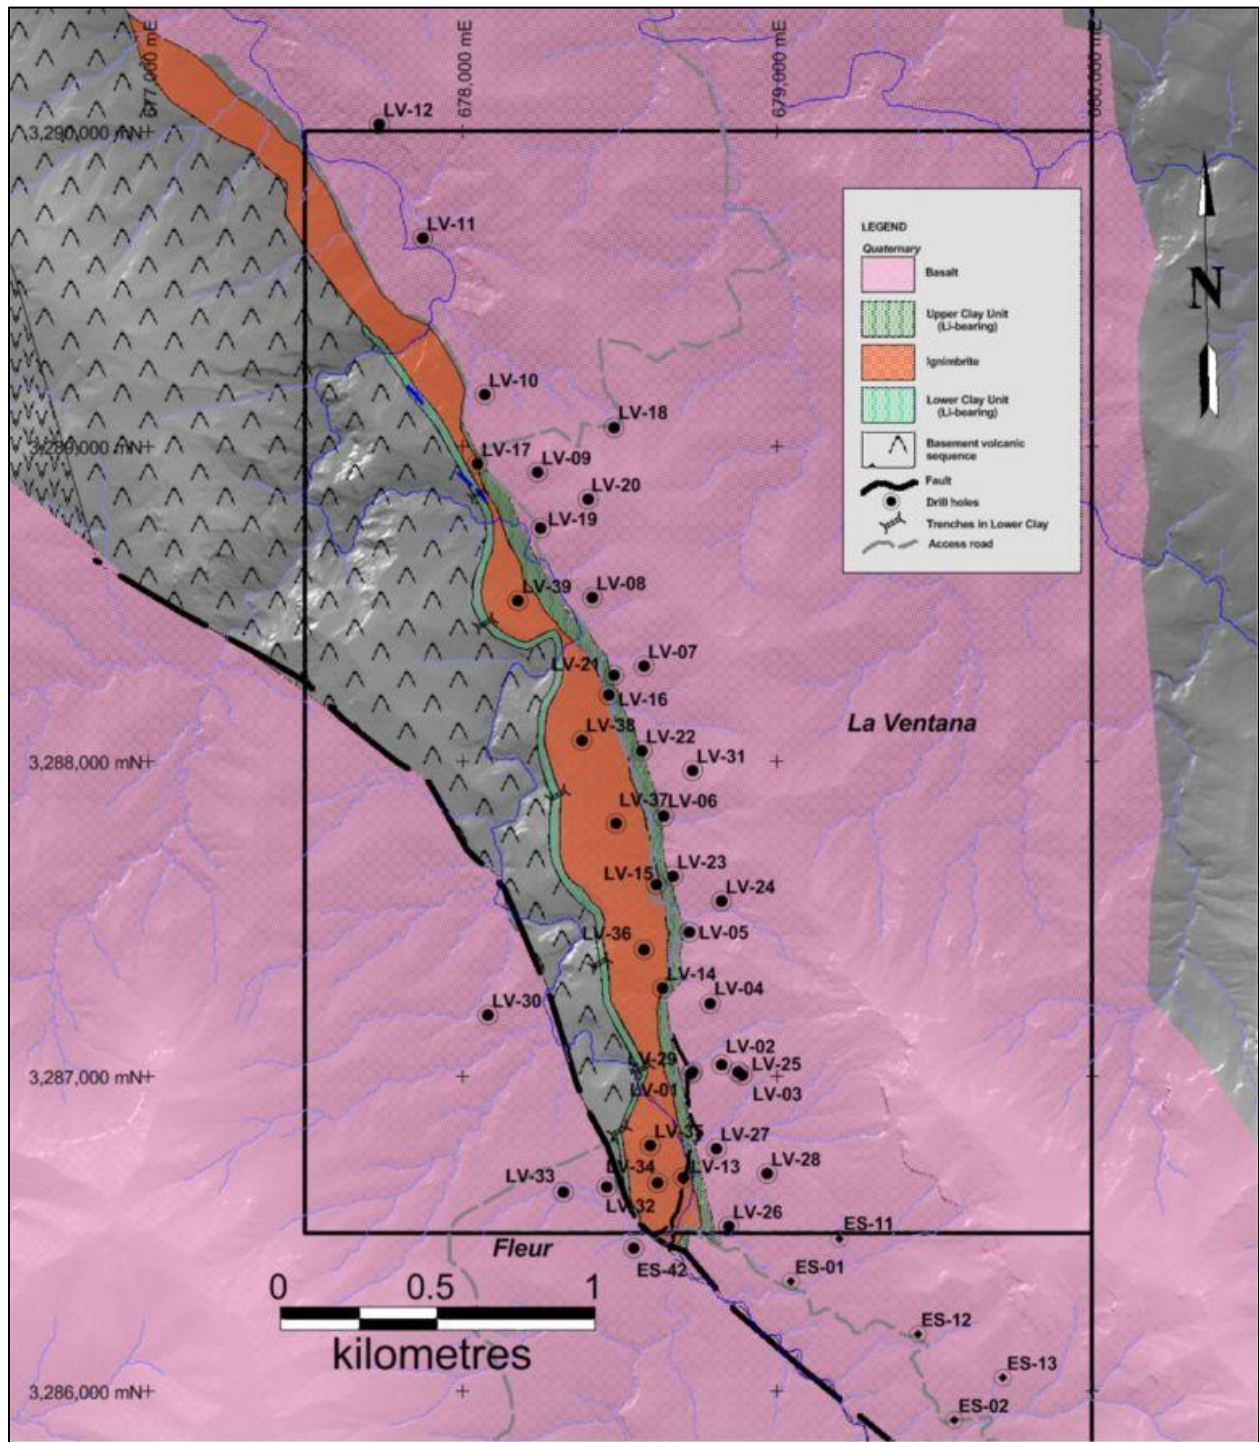 677,000 mE
678,000 mE
679,000 mE
LV-12
3,290,000 mN
LV-11
LEGEND
Quaternary
Basalt
Upper Clay Unit
(Li-bearing)
Ignimbrite
Lower Clay Unit
(Li-bearing)
Basement volcanic
sequence
Fault
Drill holes
Trenches in Lower Clay
Access road
N
LV-10
LV-18
3,289,000 mN
LV-17
LV-09
LV-20
LV-19
LV-39
LV-08
LV-21
LV-07
LV-16
LV-38
LV-22
La Ventana
3,288,000 mN
LV-31
LV-37
LV-06
LV-15
LV-23
LV-24
LV-36
LV-05
LV-14
LV-30
LV-04
LV-29
LV-02
3,287,000 mN
LV-25
LV-01
LV-03
LV-35
LV-27
LV-34
LV-13
LV-28
LV-33
LV-32
LV-26
ES-11
Fleur
ES-42
ES-01
0 0.5 1
kilometres
ES-12
ES-13
3,286,000 mN
ES-02